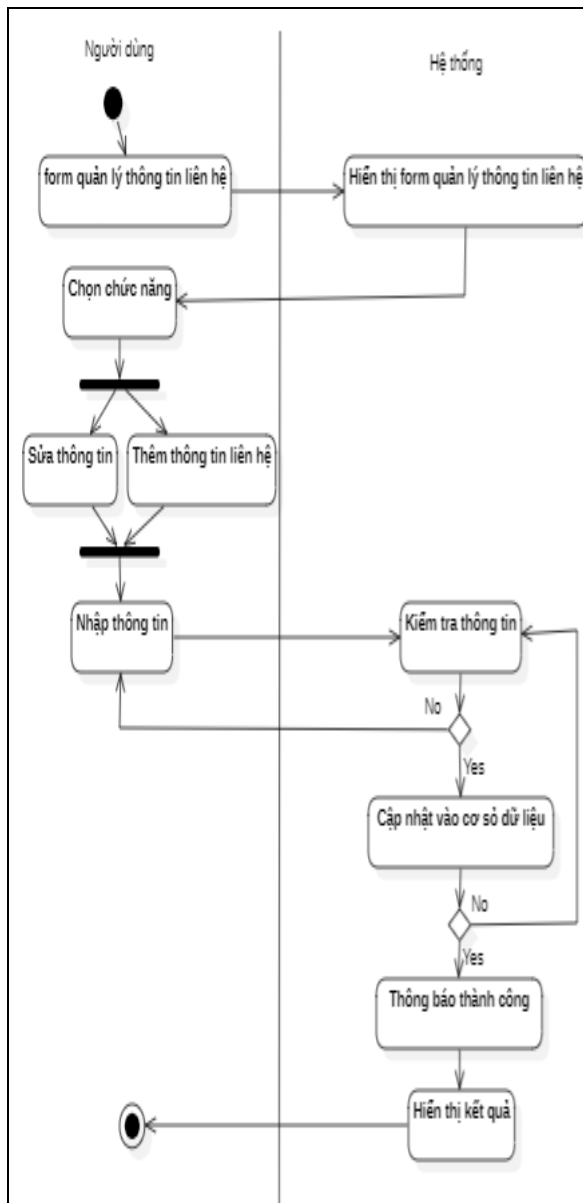 Người dùng
Hệ thống
form quản lý thông tin liên hệ
Hiển thị form quản lý thông tin liên hệ
Chọn chức năng
Sửa thông tin
Thêm thông tin liên hệ
Nhập thông tin
Kiểm tra thông tin
No
Yes
Cập nhật vào cơ sỏ dữ liệu
No
Yes
Thông báo thành công
Hiển thị kết quả